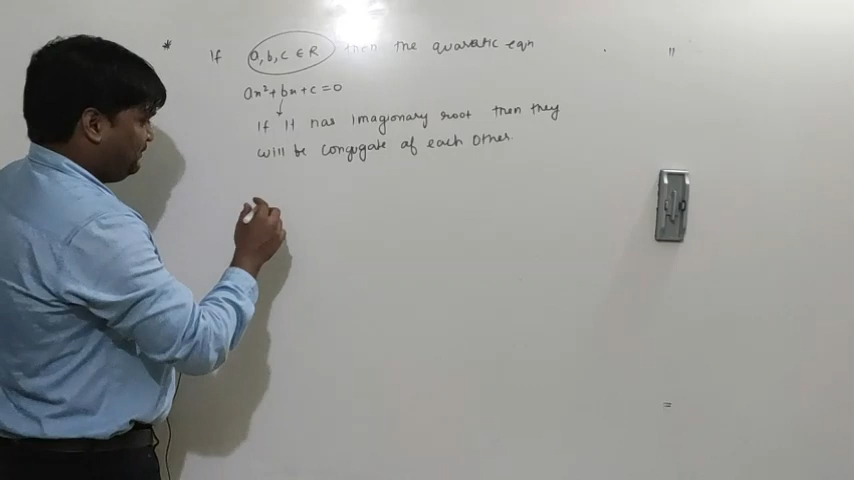 * If a, b, c ∈ R then the quadratic eqn
ax²+bx+c=0
If it has imagionary root then they
will be conjugate of each other.
"
=